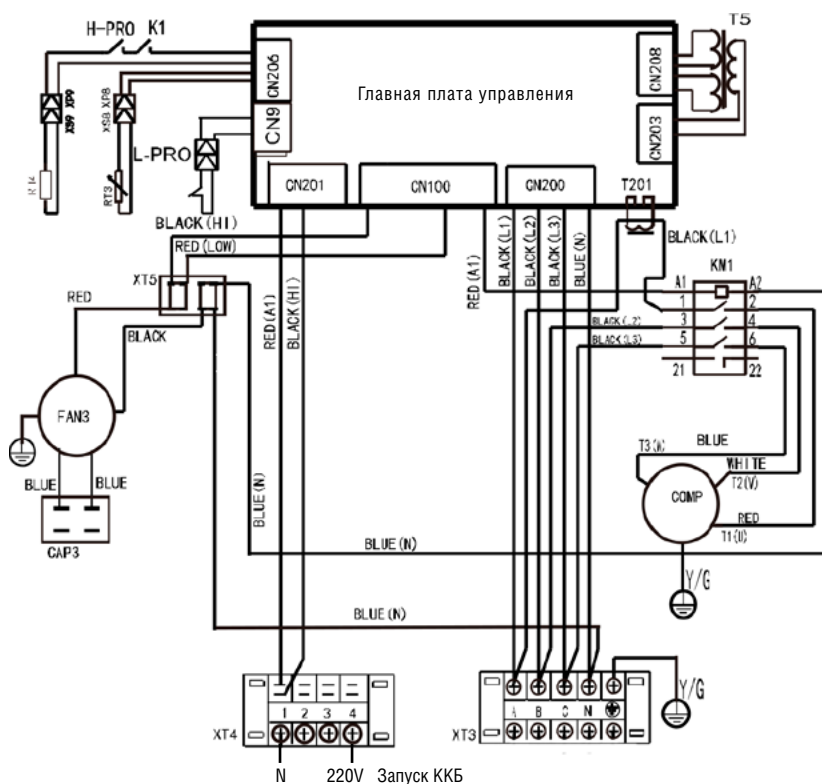 H-PRO K1
T5
CN206
CN208
Главная плата управления
XS9 XP9
XS8 XP8
CN9
CN203
L-PRO
RT4
RT3
CN201
CN100
CN200
T201
BLACK(HI)
RED(LOW)
BLACK(L1)
RED(A1)
BLACK(L1)
BLACK(L2)
BLACK(L3)
BLUE(N)
KM1
XT5
A1
A2
1
2
RED
RED(A1)
BLACK(HI)
BLACK(L2)
3
4
BLACK
BLACK(L3)
5
6
21
22
FAN3
T3(W)
BLUE
WHITE
BLUE
BLUE
BLUE(N)
COMP
T2(V)
RED
CAP3
T1(U)
BLUE(N)
Y/G
BLUE(N)
Y/G
XT4
1 2 3 4
XT3
A B C N
N
220V Запуск ККБ